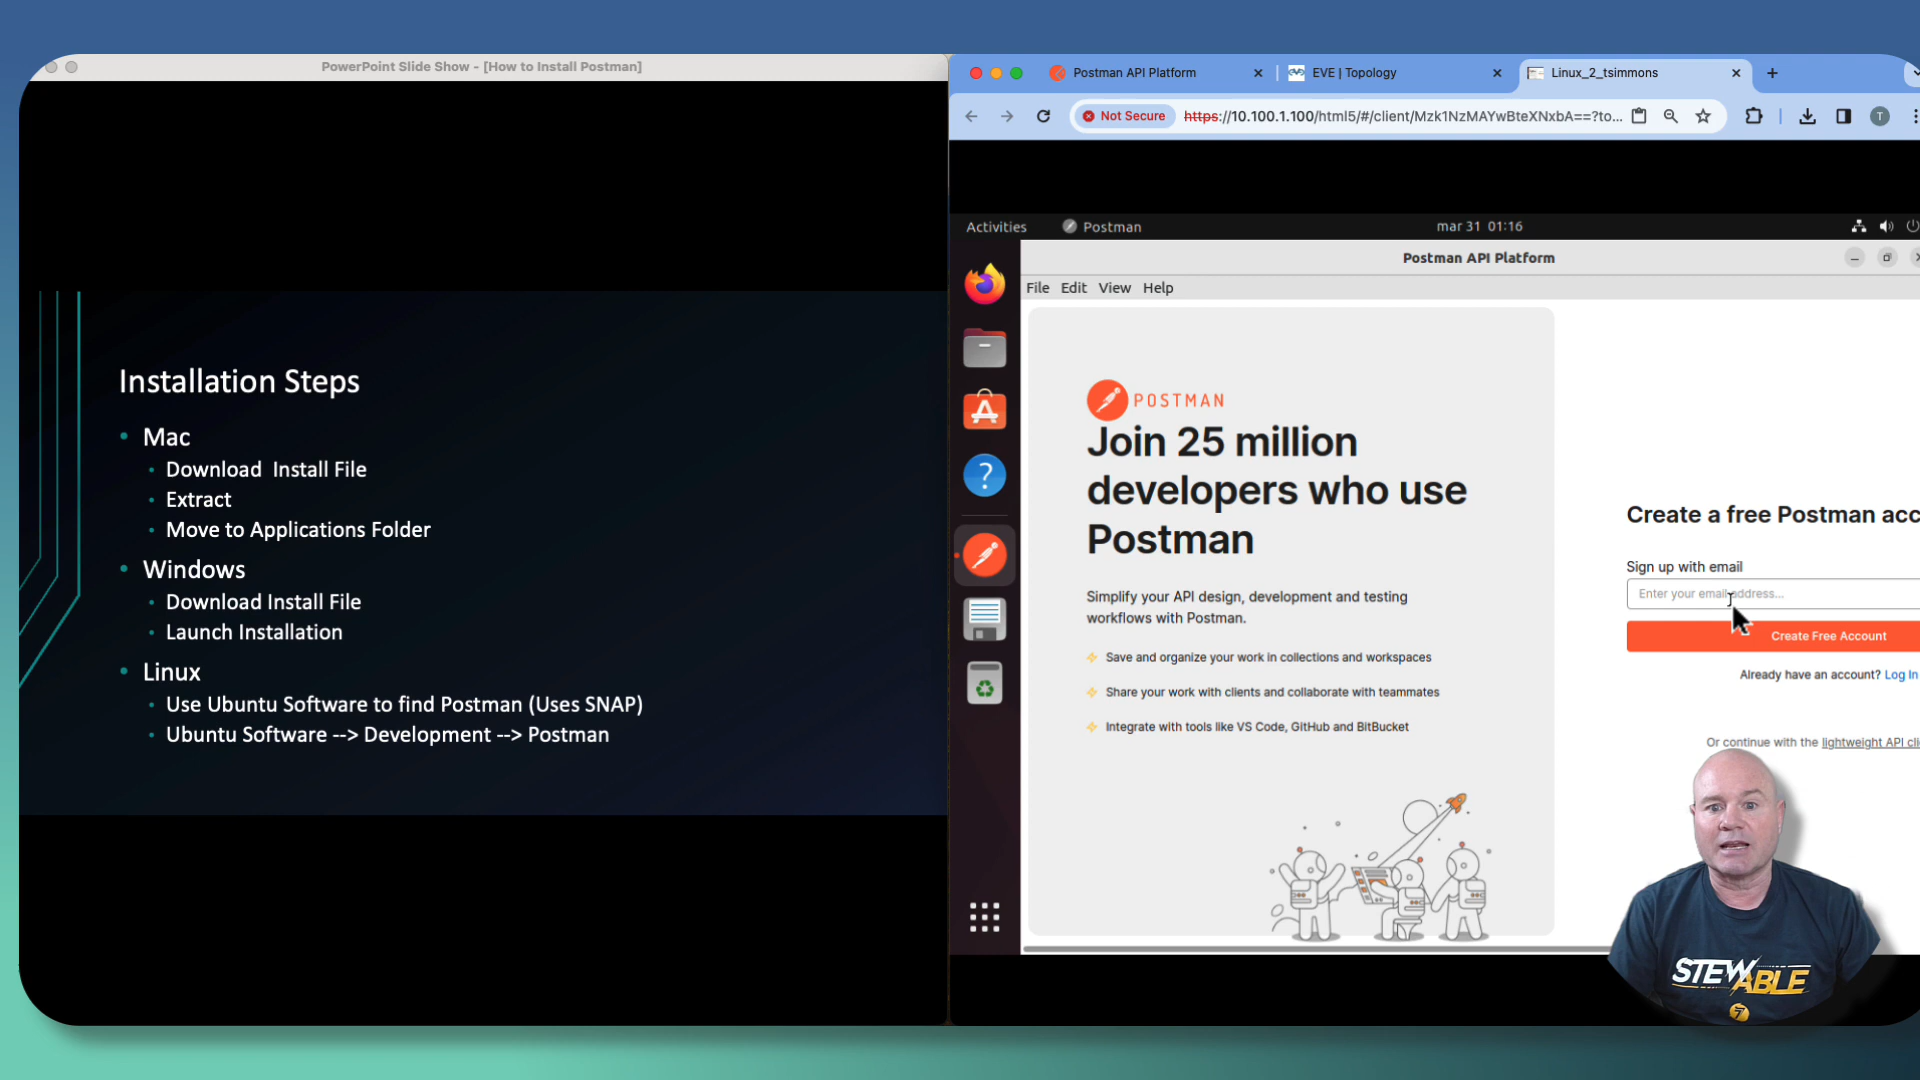 PowerPoint Slide Show - [How to Install Postman]
Installation Steps
• Mac
• Download  Install File
• Extract
• Move to Applications Folder
• Windows
• Download Install File
• Launch Installation
• Linux
• Use Ubuntu Software to find Postman (Uses SNAP)
• Ubuntu Software --> Development --> Postman
Postman API Platform
EVE | Topology
Linux_2_tsimmons
Not Secure
https://10.100.1.100/html5/#/client/Mzk1NzMAYwBteXNxbA==?to...
T
Activities
Postman
mar 31 01:16
Postman API Platform
File Edit View Help
POSTMAN
Join 25 million
developers who use
Postman
Simplify your API design, development and testing
workflows with Postman.
Save and organize your work in collections and workspaces
Share your work with clients and collaborate with teammates
Integrate with tools like VS Code, GitHub and BitBucket
Create a free Postman acc
Sign up with email
Enter your email address...
Create Free Account
Already have an account? Log In
Or continue with the lightweight API cli
STEWABLE
7